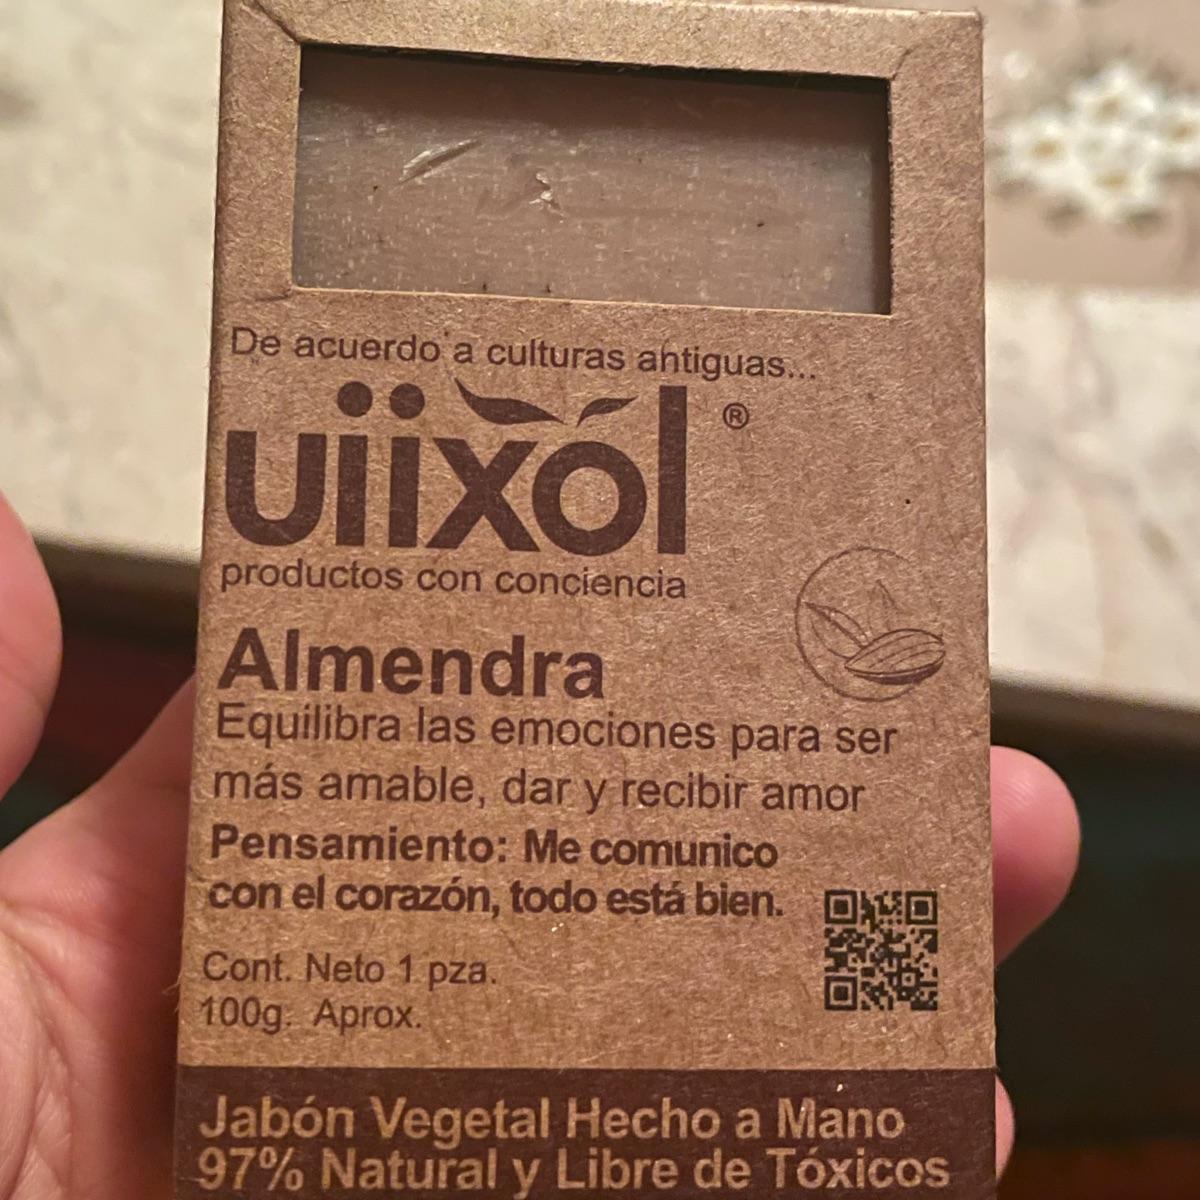 De acuerdo a culturas antiguas...
uiixól ®
productos con conciencia
Almendra
Equilibra las emociones para ser
más amable, dar y recibir amor
Pensamiento: Me comunico
con el corazón, todo está bien.
Cont. Neto 1 pza.
100g. Aprox.
Jabón Vegetal Hecho a Mano
97% Natural y Libre de Tóxicos